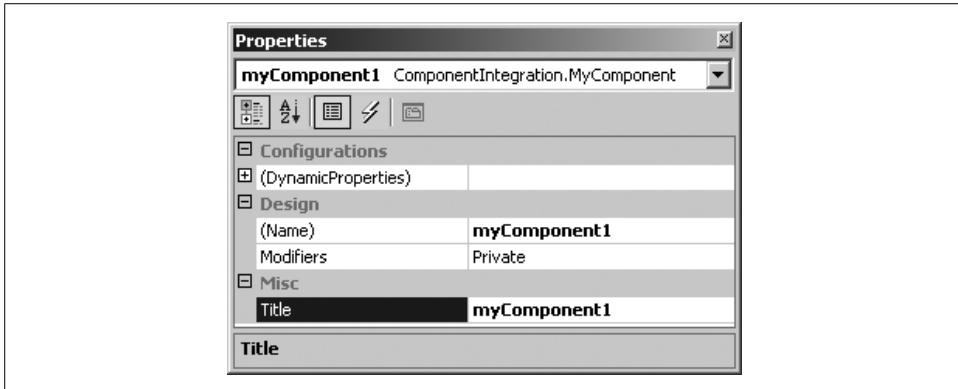 Properties
myComponent1 ComponentIntegration.MyComponent
Configurations
(DynamicProperties)
Design
(Name) myComponent1
Modifiers Private
Misc
Title myComponent1
Title